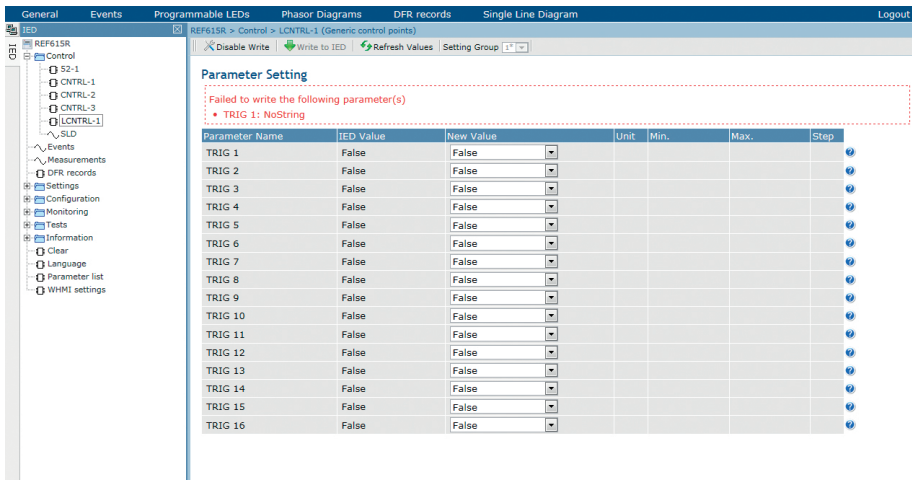 General Events Programmable LEDs Phasor Diagrams DFR records Single Line Diagram Logout
IED
REF615R > Control > LCNTRL-1 (Generic control points)
IED
REF615R
Control
52-1
CNTRL-1
CNTRL-2
CNTRL-3
LCNTRL-1
SLD
Events
Measurements
DFR records
Settings
Configuration
Monitoring
Tests
Information
Clear
Language
Parameter list
WHMI settings
Disable Write Write to IED Refresh Values Setting Group 1*
Parameter Setting
Failed to write the following parameter(s)
• TRIG 1: NoString
Parameter Name IED Value New Value Unit Min. Max. Step
TRIG 1 False False
TRIG 2 False False
TRIG 3 False False
TRIG 4 False False
TRIG 5 False False
TRIG 6 False False
TRIG 7 False False
TRIG 8 False False
TRIG 9 False False
TRIG 10 False False
TRIG 11 False False
TRIG 12 False False
TRIG 13 False False
TRIG 14 False False
TRIG 15 False False
TRIG 16 False False